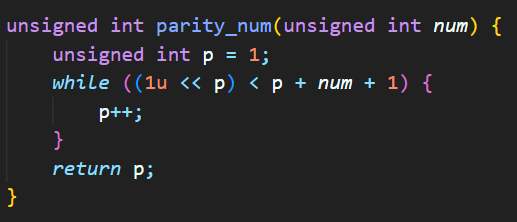 unsigned int parity_num(unsigned int num) {
    unsigned int p = 1;
    while ((1u << p) < p + num + 1) {
        p++;
    }
    return p;
}